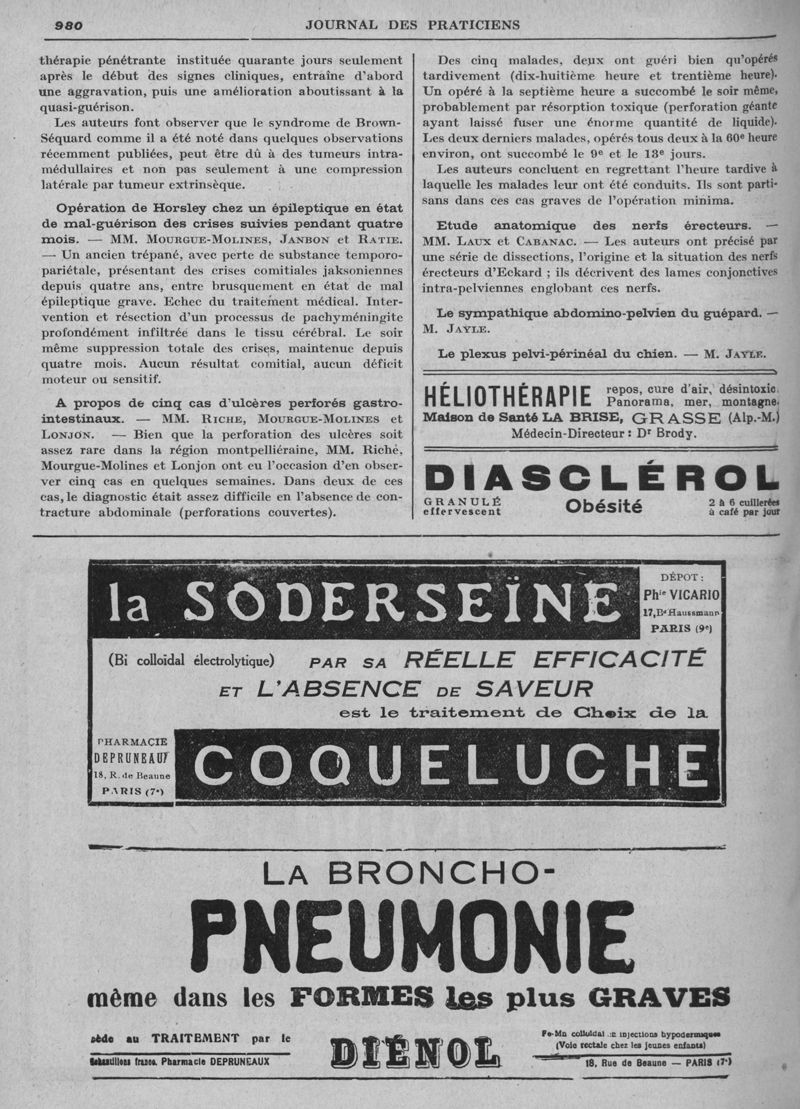 980
JOURNAL DES PRATICIENS
thérapie pénétrante instituée quarante jours seulement
après le début des signes cliniques, entraîne d'abord
une aggravation, puis une amélioration aboutissant à la
quasi-guérison.
Les auteurs font observer que le syndrome de Brown-
Séquard comme il a été noté dans quelques observations
récemment publiées, peut être dû à des tumeurs intra-
médullaires et non pas seulement à une compression
latérale par tumeur extrinsèque.
Opération de Horsley chez un épileptique en état
de mal-guérison des crises suivies pendant quatre
mois. — MM. MOURGUE-MOLINES, JANBON et RATIE.
— Un ancien trépané, avec perte de substance temporo-
pariétale, présentant des crises comitiales jaksoniennes
depuis quatre ans, entre brusquement en état de mal
épileptique grave. Echec du traitement médical. Inter-
vention et résection d'un processus de pachyméningite
profondément infiltrée dans le tissu cérébral. Le soir
même suppression totale des crises, maintenue depuis
quatre mois. Aucun résultat comitial, aucun déficit
moteur ou sensitif.
A propos de cinq cas d'ulcères perforés gastro-
intestinaux. — MM. RICHE, MOURGUE-MOLINES et
LONJON. — Bien que la perforation des ulcères soit
assez rare dans la région montpelliéraine, MM. Riche,
Mourgue-Molines et Lonjon ont eu l'occasion d'en obser-
ver cinq cas en quelques semaines. Dans deux de ces
cas, le diagnostic était assez difficile en l'absence de con-
tracture abdominale (perforations couvertes).
Des cinq malades, deux ont guéri bien qu'opérés
tardivement (dix-huitième heure et trentième heure).
Un opéré à la septième heure a succombé le soir même,
probablement par résorption toxique (perforation géante
ayant laissé fuser une énorme quantité de liquide).
Les deux derniers malades, opérés tous deux à la 60e heure
environ, ont succombé le 9e et le 13e jours.
Les auteurs concluent en regrettant l'heure tardive à
laquelle les malades leur ont été conduits. Ils sont parti-
sans dans ces cas graves de l'opération minima.
Etude anatomique des nerfs érecteurs. —
MM. LAUX et CABANAC. — Les auteurs ont précisé par
une série de dissections, l'origine et la situation des nerfs
érecteurs d'Eckard ; ils décrivent des lames conjonctives
intra-pelviennes englobant ces nerfs.
Le sympathique abdomino-pelvien du guépard. —
M. JAYLE.
Le plexus pelvi-périnéal du chien. — M. JAYLE.
HÉLIOTHÉRAPIE repos, cure d'air, désintoxic.
Panorama, mer, montagne.
Maison de Santé LA BRISE, GRASSE (Alp.-M.)
Médecin-Directeur : Dr Brody.
DIASCLÉROL
GRANULÉ
effervescent
Obésité
2 à 6 cuillerées
à café par jour
la SODERSEÏNE
DÉPOT :
Phie VICARIO
17, Bd Haussmann
PARIS (9e)
(Bi colloïdal électrolytique) PAR SA RÉELLE EFFICACITÉ
ET L'ABSENCE DE SAVEUR
est le traitement de Choix de la
PHARMACIE
DEPRUNEAUX
18, R. de Beaune
PARIS (7e)
COQUELUCHE
LA BRONCHO-
PNEUMONIE
même dans les FORMES les plus GRAVES
cède au TRAITEMENT par le
Echantillons franco. Pharmacie DEPRUNEAUX
DIÉNOL
Fe-Mn colloïdal en injections hypodermiques
(Voie rectale chez les jeunes enfants)
18, Rue de Beaune — PARIS (7e)